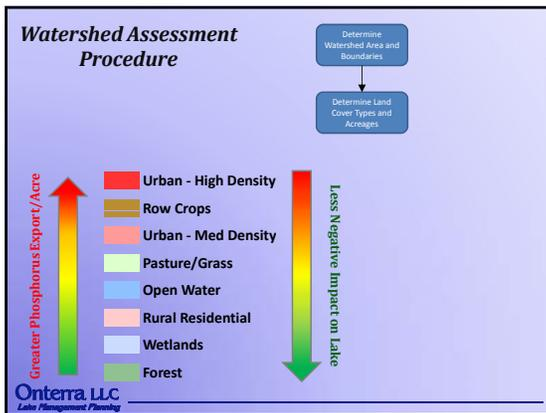 Watershed Assessment
Procedure
Determine
Watershed Area and
Boundaries
Determine Land
Cover Types and
Acreages
Greater Phosphorus Export/Acre
Urban - High Density
Row Crops
Urban - Med Density
Pasture/Grass
Open Water
Rural Residential
Wetlands
Forest
Less Negative Impact on Lake
Onterra LLC
Lake Management Planning